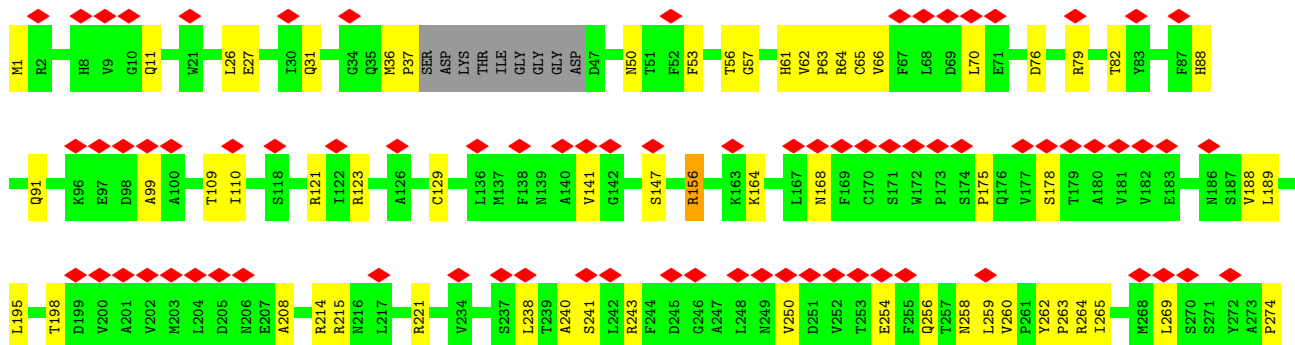 M1 R2 H8 V9 G10 Q11 W21 L26 E27 I30 Q31 G34 Q35 M36 P37 SER ASP LYS THR ILE GLY GLY GLY ASP D47 N50 T51 F52 F53 T56 G57 H61 V62 P63 R64 C65 V66 F67 L68 D69 L70 E71 D76 R79 T82 Y83 F87 H88
Q91 K96 E97 D98 A99 A100 T109 I110 S118 R121 I122 R123 A126 C129 L136 M137 F138 N139 A140 V141 G142 S147 R156 K163 K164 L167 N168 F169 C170 S171 W172 P173 S174 P175 Q176 V177 S178 T179 A180 V181 V182 E183 N186 S187 V188 L189
L195 T198 D199 V200 A201 V202 M203 L204 D205 N206 E207 A208 R214 R215 N216 L217 R221 V234 S237 L238 T239 A240 S241 L242 R243 F244 D245 G246 A247 L248 N249 V250 D251 V252 T253 E254 F255 Q256 T257 N258 L259 V260 P261 Y262 P263 R264 I265 M268 L269 S270 S271 Y272 A273 P274